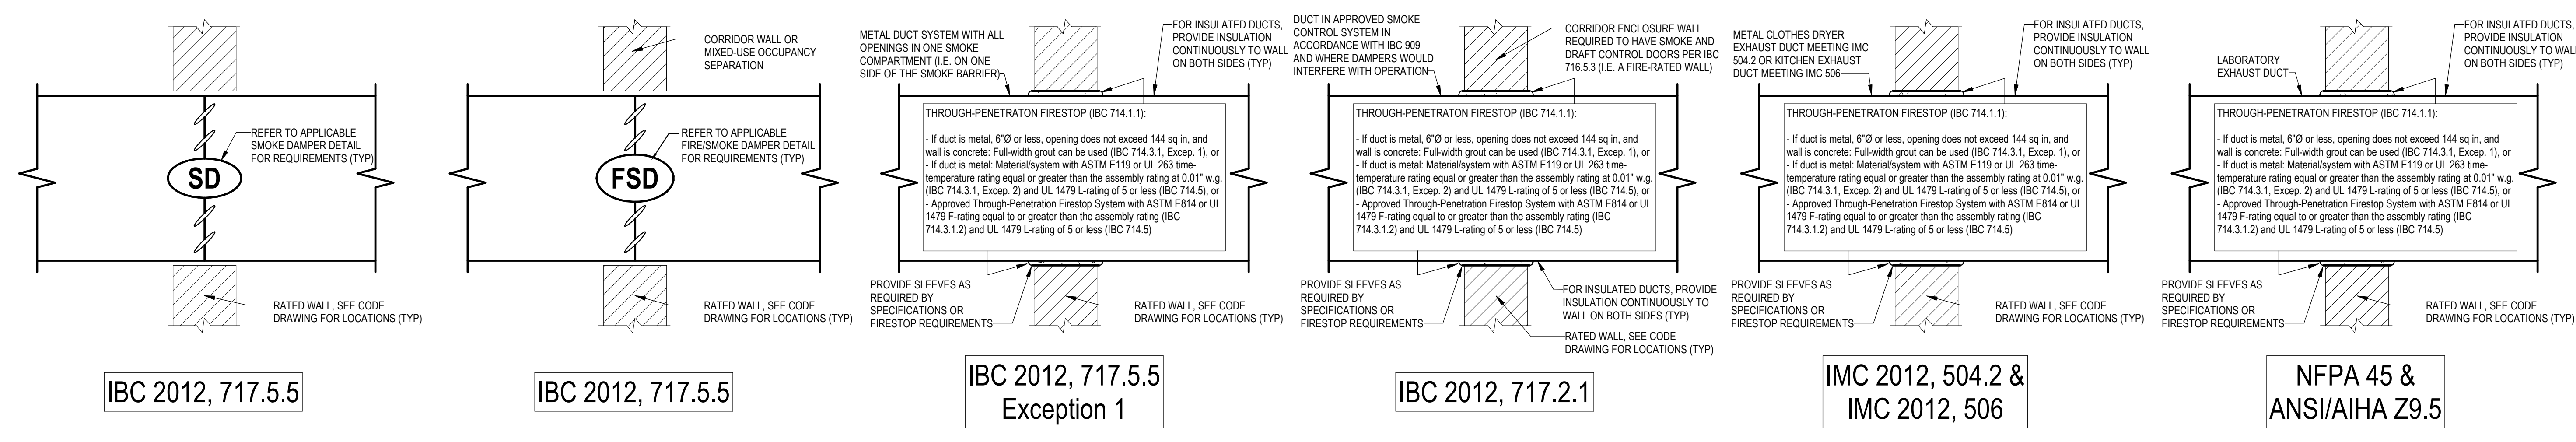 REFER TO APPLICABLE
SMOKE DAMPER DETAIL
FOR REQUIREMENTS (TYP)
SD
RATED WALL, SEE CODE
DRAWING FOR LOCATIONS (TYP)
IBC 2012, 717.5.5
CORRIDOR WALL OR
MIXED-USE OCCUPANCY
SEPARATION
REFER TO APPLICABLE
FIRE/SMOKE DAMPER DETAIL
FOR REQUIREMENTS (TYP)
FSD
RATED WALL, SEE CODE
DRAWING FOR LOCATIONS (TYP)
IBC 2012, 717.5.5
METAL DUCT SYSTEM WITH ALL
OPENINGS IN ONE SMOKE
COMPARTMENT (I.E. ON ONE
SIDE OF THE SMOKE BARRIER)
FOR INSULATED DUCTS,
PROVIDE INSULATION
CONTINUOUSLY TO WALL
ON BOTH SIDES (TYP)
THROUGH-PENETRATON FIRESTOP (IBC 714.1.1):
- If duct is metal, 6"Ø or less, opening does not exceed 144 sq in, and
wall is concrete: Full-width grout can be used (IBC 714.3.1, Excep. 1), or
- If duct is metal: Material/system with ASTM E119 or UL 263 time-
temperature rating equal or greater than the assembly rating at 0.01" w.g.
(IBC 714.3.1, Excep. 2) and UL 1479 L-rating of 5 or less (IBC 714.5), or
- Approved Through-Penetration Firestop System with ASTM E814 or UL
1479 F-rating equal to or greater than the assembly rating (IBC
714.3.1.2) and UL 1479 L-rating of 5 or less (IBC 714.5)
PROVIDE SLEEVES AS
REQUIRED BY
SPECIFICATIONS OR
FIRESTOP REQUIREMENTS
RATED WALL, SEE CODE
DRAWING FOR LOCATIONS (TYP)
IBC 2012, 717.5.5
Exception 1
DUCT IN APPROVED SMOKE
CONTROL SYSTEM IN
ACCORDANCE WITH IBC 909
AND WHERE DAMPERS WOULD
INTERFERE WITH OPERATION
CORRIDOR ENCLOSURE WALL
REQUIRED TO HAVE SMOKE AND
DRAFT CONTROL DOORS PER IBC
716.5.3 (I.E. A FIRE-RATED WALL)
THROUGH-PENETRATON FIRESTOP (IBC 714.1.1):
- If duct is metal, 6"Ø or less, opening does not exceed 144 sq in, and
wall is concrete: Full-width grout can be used (IBC 714.3.1, Excep. 1), or
- If duct is metal: Material/system with ASTM E119 or UL 263 time-
temperature rating equal or greater than the assembly rating at 0.01" w.g.
(IBC 714.3.1, Excep. 2) and UL 1479 L-rating of 5 or less (IBC 714.5), or
- Approved Through-Penetration Firestop System with ASTM E814 or UL
1479 F-rating equal to or greater than the assembly rating (IBC
714.3.1.2) and UL 1479 L-rating of 5 or less (IBC 714.5)
PROVIDE SLEEVES AS
REQUIRED BY
SPECIFICATIONS OR
FIRESTOP REQUIREMENTS
FOR INSULATED DUCTS, PROVIDE
INSULATION CONTINUOUSLY TO
WALL ON BOTH SIDES (TYP)
RATED WALL, SEE CODE
DRAWING FOR LOCATIONS (TYP)
IBC 2012, 717.2.1
METAL CLOTHES DRYER
EXHAUST DUCT MEETING IMC
504.2 OR KITCHEN EXHAUST
DUCT MEETING IMC 506
FOR INSULATED DUCTS,
PROVIDE INSULATION
CONTINUOUSLY TO WALL
ON BOTH SIDES (TYP)
THROUGH-PENETRATON FIRESTOP (IBC 714.1.1):
- If duct is metal, 6"Ø or less, opening does not exceed 144 sq in, and
wall is concrete: Full-width grout can be used (IBC 714.3.1, Excep. 1), or
- If duct is metal: Material/system with ASTM E119 or UL 263 time-
temperature rating equal or greater than the assembly rating at 0.01" w.g.
(IBC 714.3.1, Excep. 2) and UL 1479 L-rating of 5 or less (IBC 714.5), or
- Approved Through-Penetration Firestop System with ASTM E814 or UL
1479 F-rating equal to or greater than the assembly rating (IBC
714.3.1.2) and UL 1479 L-rating of 5 or less (IBC 714.5)
PROVIDE SLEEVES AS
REQUIRED BY
SPECIFICATIONS OR
FIRESTOP REQUIREMENTS
RATED WALL, SEE CODE
DRAWING FOR LOCATIONS (TYP)
IMC 2012, 504.2 &
IMC 2012, 506
LABORATORY
EXHAUST DUCT
FOR INSULATED DUCTS,
PROVIDE INSULATION
CONTINUOUSLY TO WALL
ON BOTH SIDES (TYP)
THROUGH-PENETRATON FIRESTOP (IBC 714.1.1):
- If duct is metal, 6"Ø or less, opening does not exceed 144 sq in, and
wall is concrete: Full-width grout can be used (IBC 714.3.1, Excep. 1), or
- If duct is metal: Material/system with ASTM E119 or UL 263 time-
temperature rating equal or greater than the assembly rating at 0.01" w.g.
(IBC 714.3.1, Excep. 2) and UL 1479 L-rating of 5 or less (IBC 714.5), or
- Approved Through-Penetration Firestop System with ASTM E814 or UL
1479 F-rating equal to or greater than the assembly rating (IBC
714.3.1.2) and UL 1479 L-rating of 5 or less (IBC 714.5)
PROVIDE SLEEVES AS
REQUIRED BY
SPECIFICATIONS OR
FIRESTOP REQUIREMENTS
RATED WALL, SEE CODE
DRAWING FOR LOCATIONS (TYP)
NFPA 45 &
ANSI/AIHA Z9.5